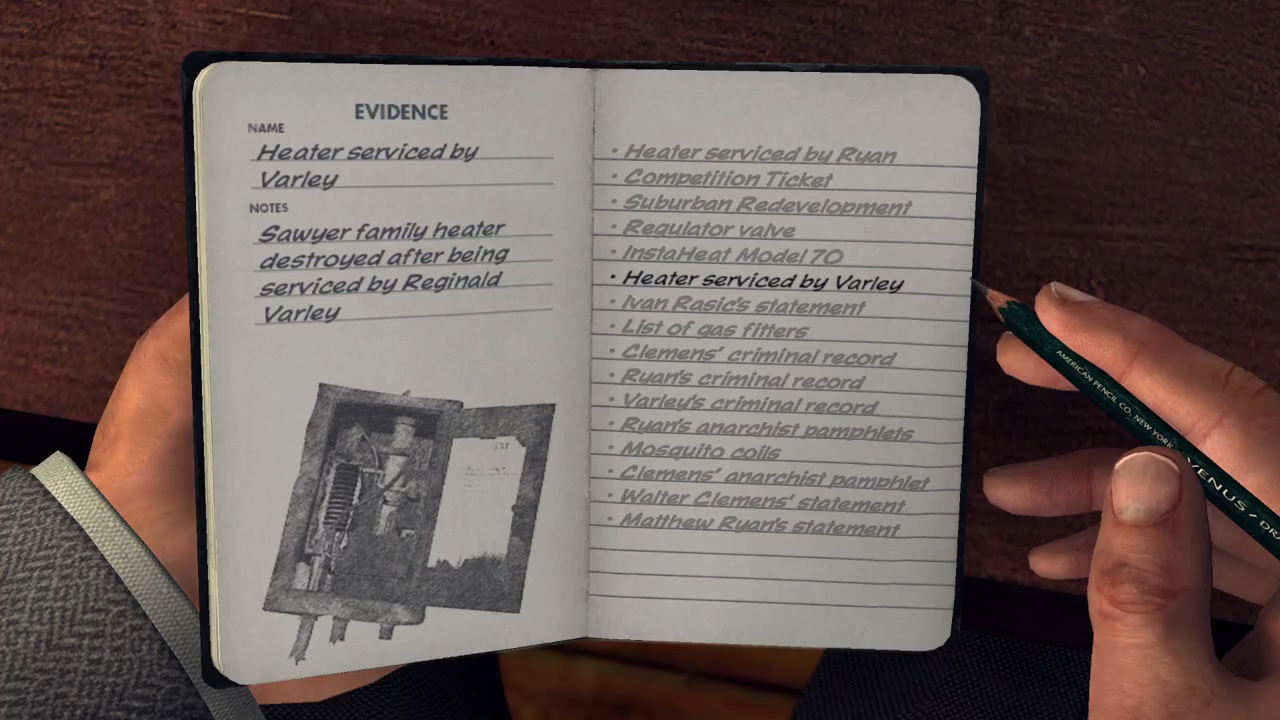 EVIDENCE
NAME
Heater serviced by
Varley
NOTES
Sawyer family heater
destroyed after being
serviced by Reginald
Varley
• Heater serviced by Ryan
• Competition Ticket
• Suburban Redevelopment
• Regulator valve
• InstaHeat Model 70
• Heater serviced by Varley
• Ivan Rasic's statement
• List of gas fitters
• Clemens' criminal record
• Ryan's criminal record
• Varley's criminal record
• Ryan's anarchist pamphlets
• Mosquito coils
• Clemens' anarchist pamphlet
• Walter Clemens' statement
• Matthew Ryan's statement
AMERICAN PENCIL CO. NEW YORK
VENUS / DRA